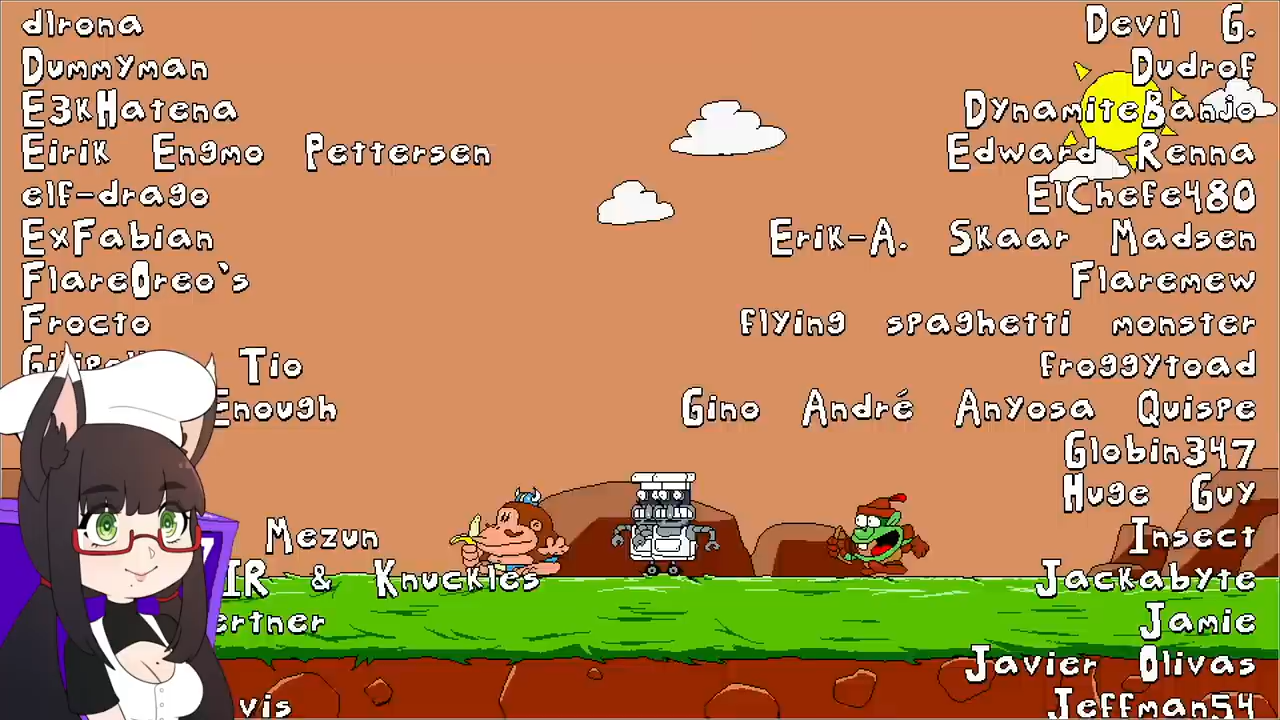 dlrona
Dummyman
E3KHatena
Eirik Engmo Pettersen
elf-drago
ExFabian
FlareOreo's
Frocto
Tio
Enough
Mezun
IR & Knuckles
ertner
vis
Devil G.
Dudrof
DynamiteBanjo
Edward Renna
ElChefe480
Erik-A. Skaar Madsen
Flaremew
flying spaghetti monster
froggytoad
Gino André Anyosa Quispe
Globin347
Huge Guy
Insect
Jackabyte
Jamie
Javier Olivas
Jeffman54